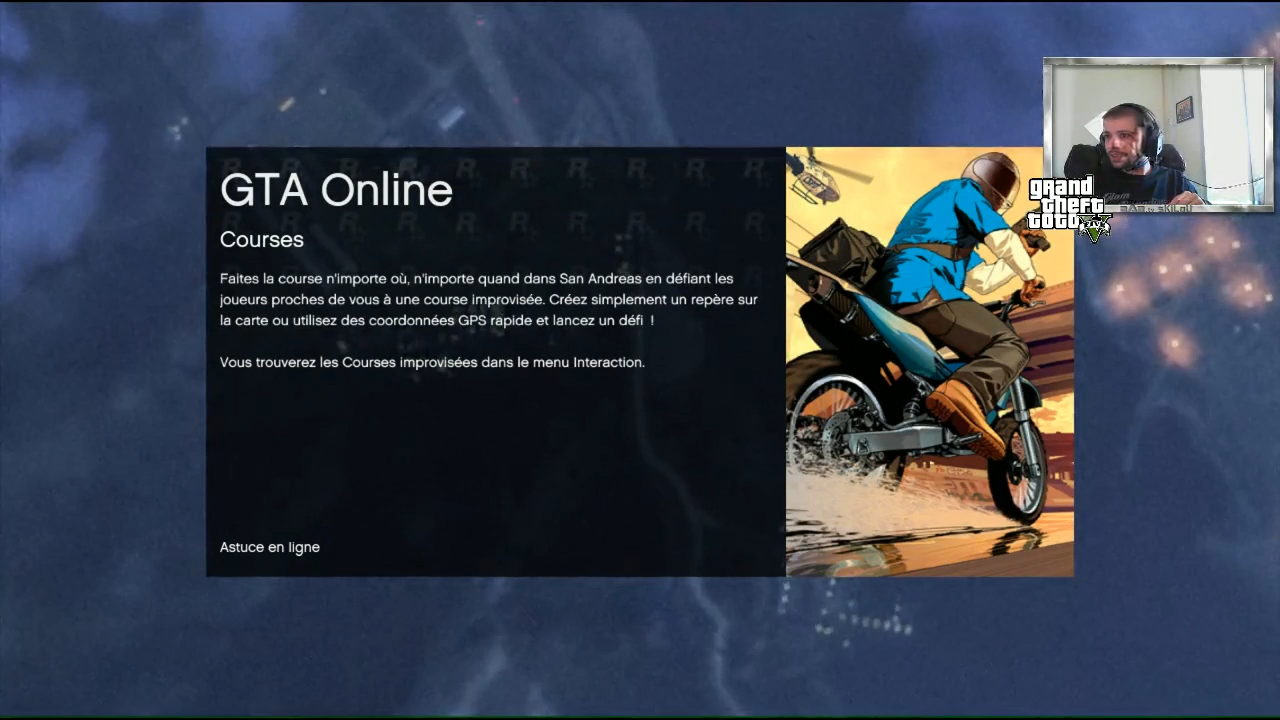 GTA Online
Courses
Faites la course n'importe où, n'importe quand dans San Andreas en défiant les
joueurs proches de vous à une course improvisée. Créez simplement un repère sur
la carte ou utilisez des coordonnées GPS rapide et lancez un défi !
Vous trouverez les Courses improvisées dans le menu Interaction.
Astuce en ligne
grand
theft
toto